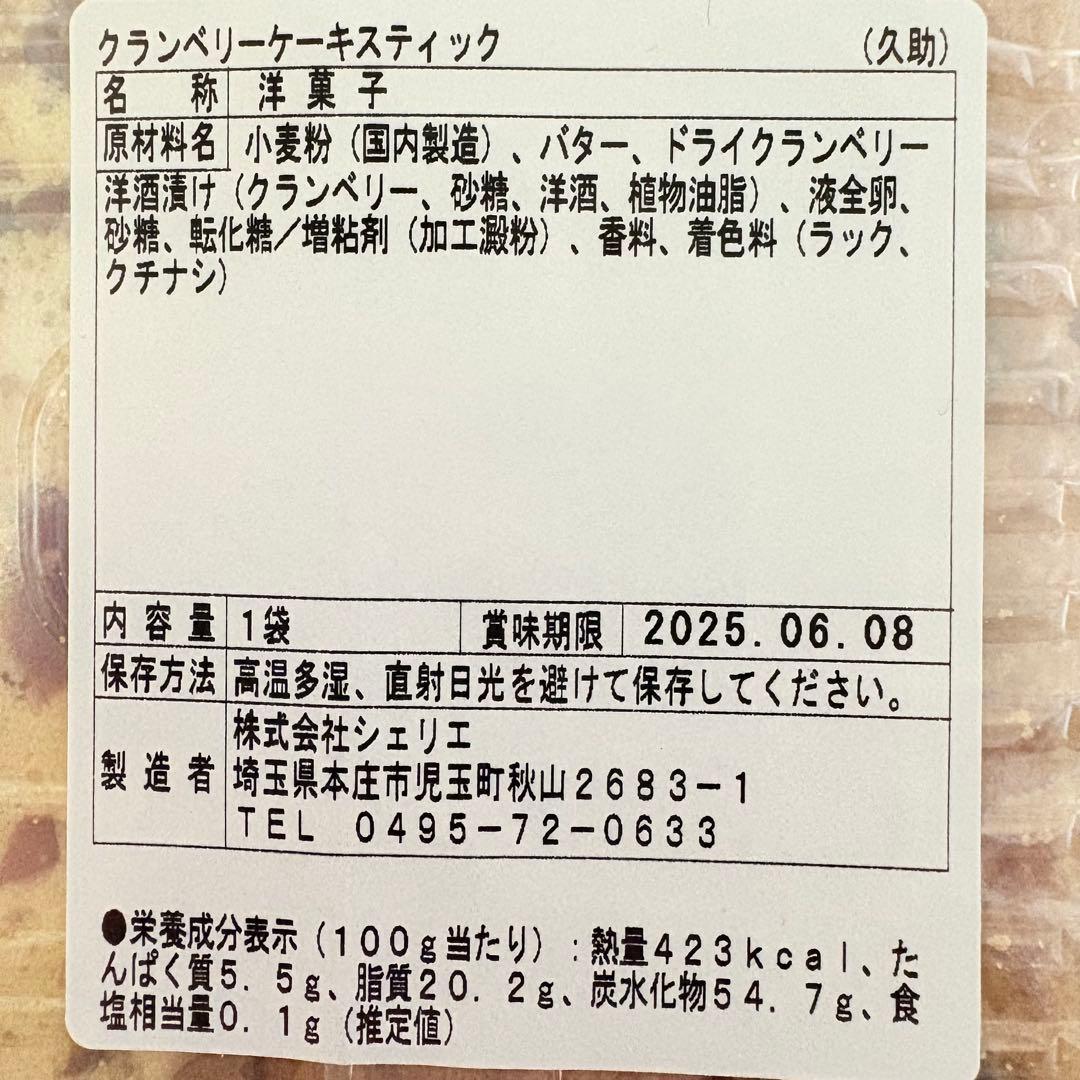 クランベリーケーキスティック （久助）
名称 洋菓子
原材料名 小麦粉（国内製造）、バター、ドライクランベリー
洋酒漬け（クランベリー、砂糖、洋酒、植物油脂）、液全卵、
砂糖、転化糖／増粘剤（加工澱粉）、香料、着色料（ラック、
クチナシ）
内容量 1袋 賞味期限 2025.06.08
保存方法 高温多湿、直射日光を避けて保存してください。
株式会社シェリエ
製造者 埼玉県本庄市児玉町秋山２６８３－１
ＴＥＬ ０４９５－７２－０６３３
●栄養成分表示（１００ｇ当たり）：熱量４２３ｋｃａｌ、た
んぱく質５．５ｇ、脂質２０．２ｇ、炭水化物５４．７ｇ、食
塩相当量０．１ｇ（推定値）